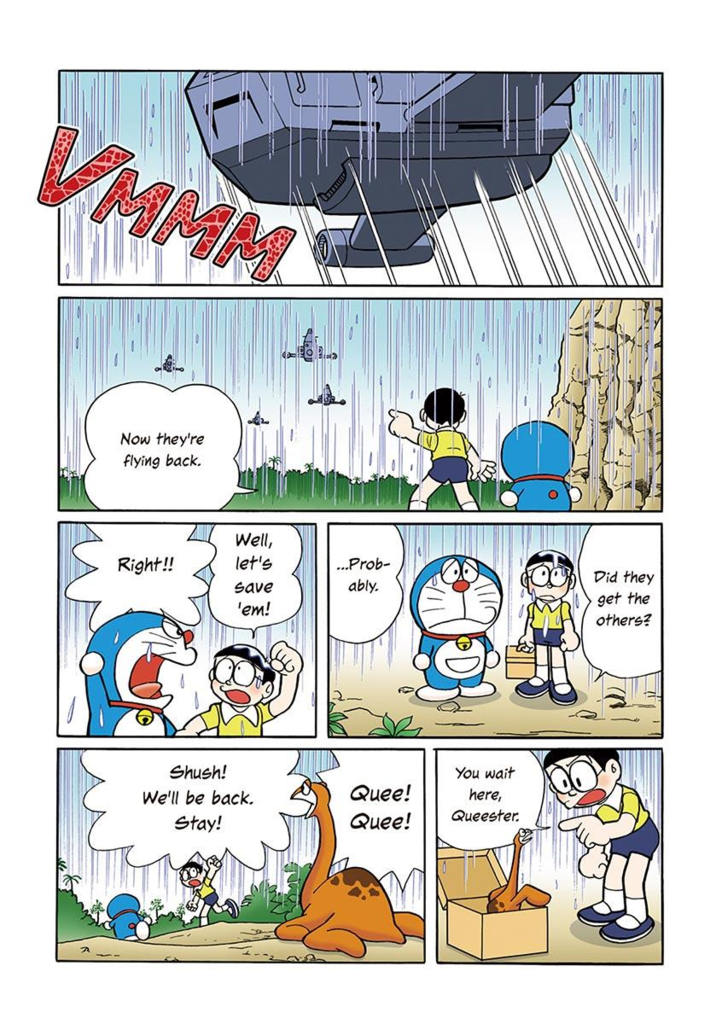 VMMM
Now they're
flying back.
Did they
get the
others?
...Prob-
ably.
Well,
let's
save
'em!
Right!!
You wait
here,
Queester.
Quee!
Quee!
Shush!
We'll be back.
Stay!